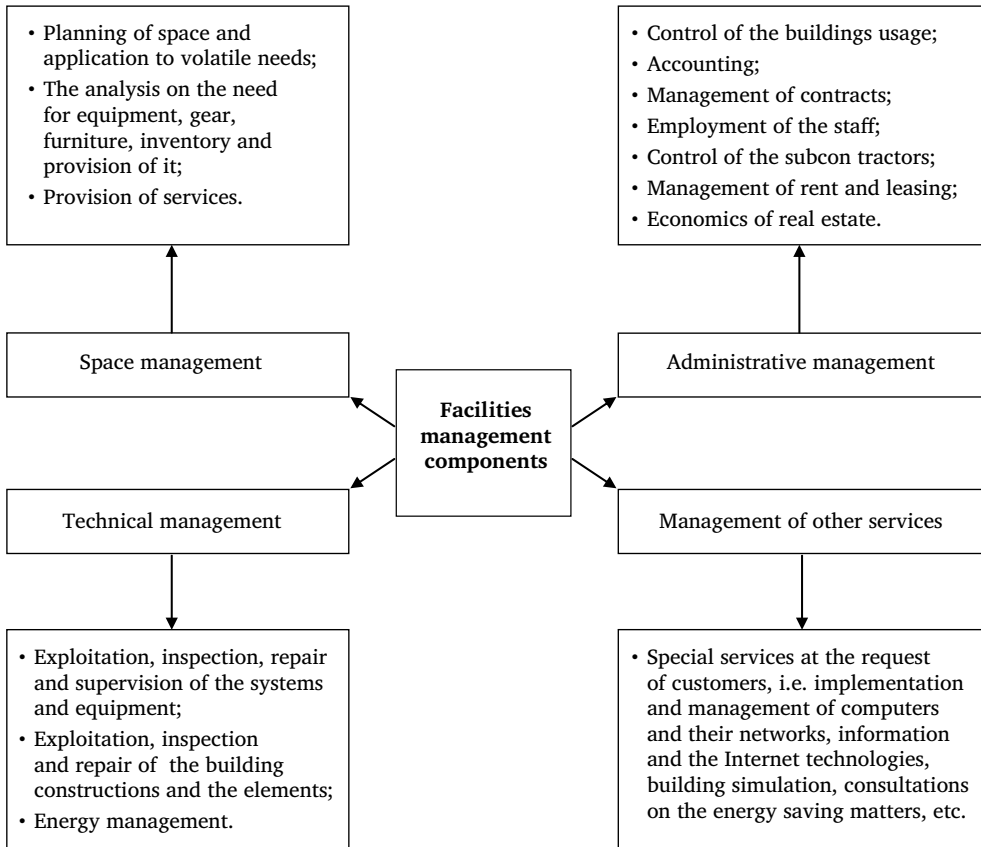 • Planning of space and
application to volatile needs;
• The analysis on the need
for equipment, gear,
furniture, inventory and
provision of it;
• Provision of services.
• Control of the buildings usage;
• Accounting;
• Management of contracts;
• Employment of the staff;
• Control of the subcon tractors;
• Management of rent and leasing;
• Economics of real estate.
Space management
Administrative management
Facilities
management
components
Technical management
Management of other services
• Exploitation, inspection, repair
and supervision of the systems
and equipment;
• Exploitation, inspection
and repair of the building
constructions and the elements;
• Energy management.
• Special services at the request
of customers, i.e. implementation
and management of computers
and their networks, information
and the Internet technologies,
building simulation, consultations
on the energy saving matters, etc.